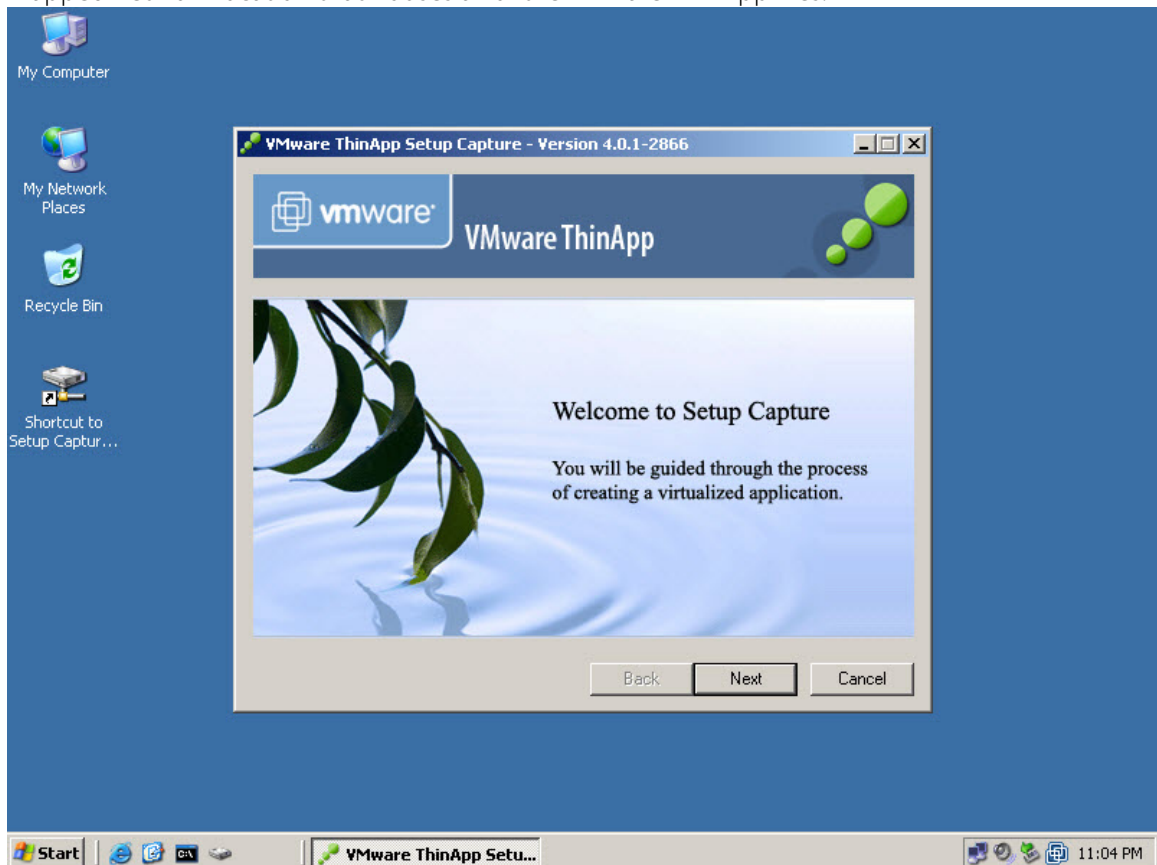 My Computer
My Network
Places
Recycle Bin
Shortcut to
Setup Captur...
VMware ThinApp Setup Capture - Version 4.0.1-2866
vmware
VMware ThinApp
Welcome to Setup Capture
You will be guided through the process
of creating a virtualized application.
Back
Next
Cancel
Start
VMware ThinApp Setu...
11:04 PM